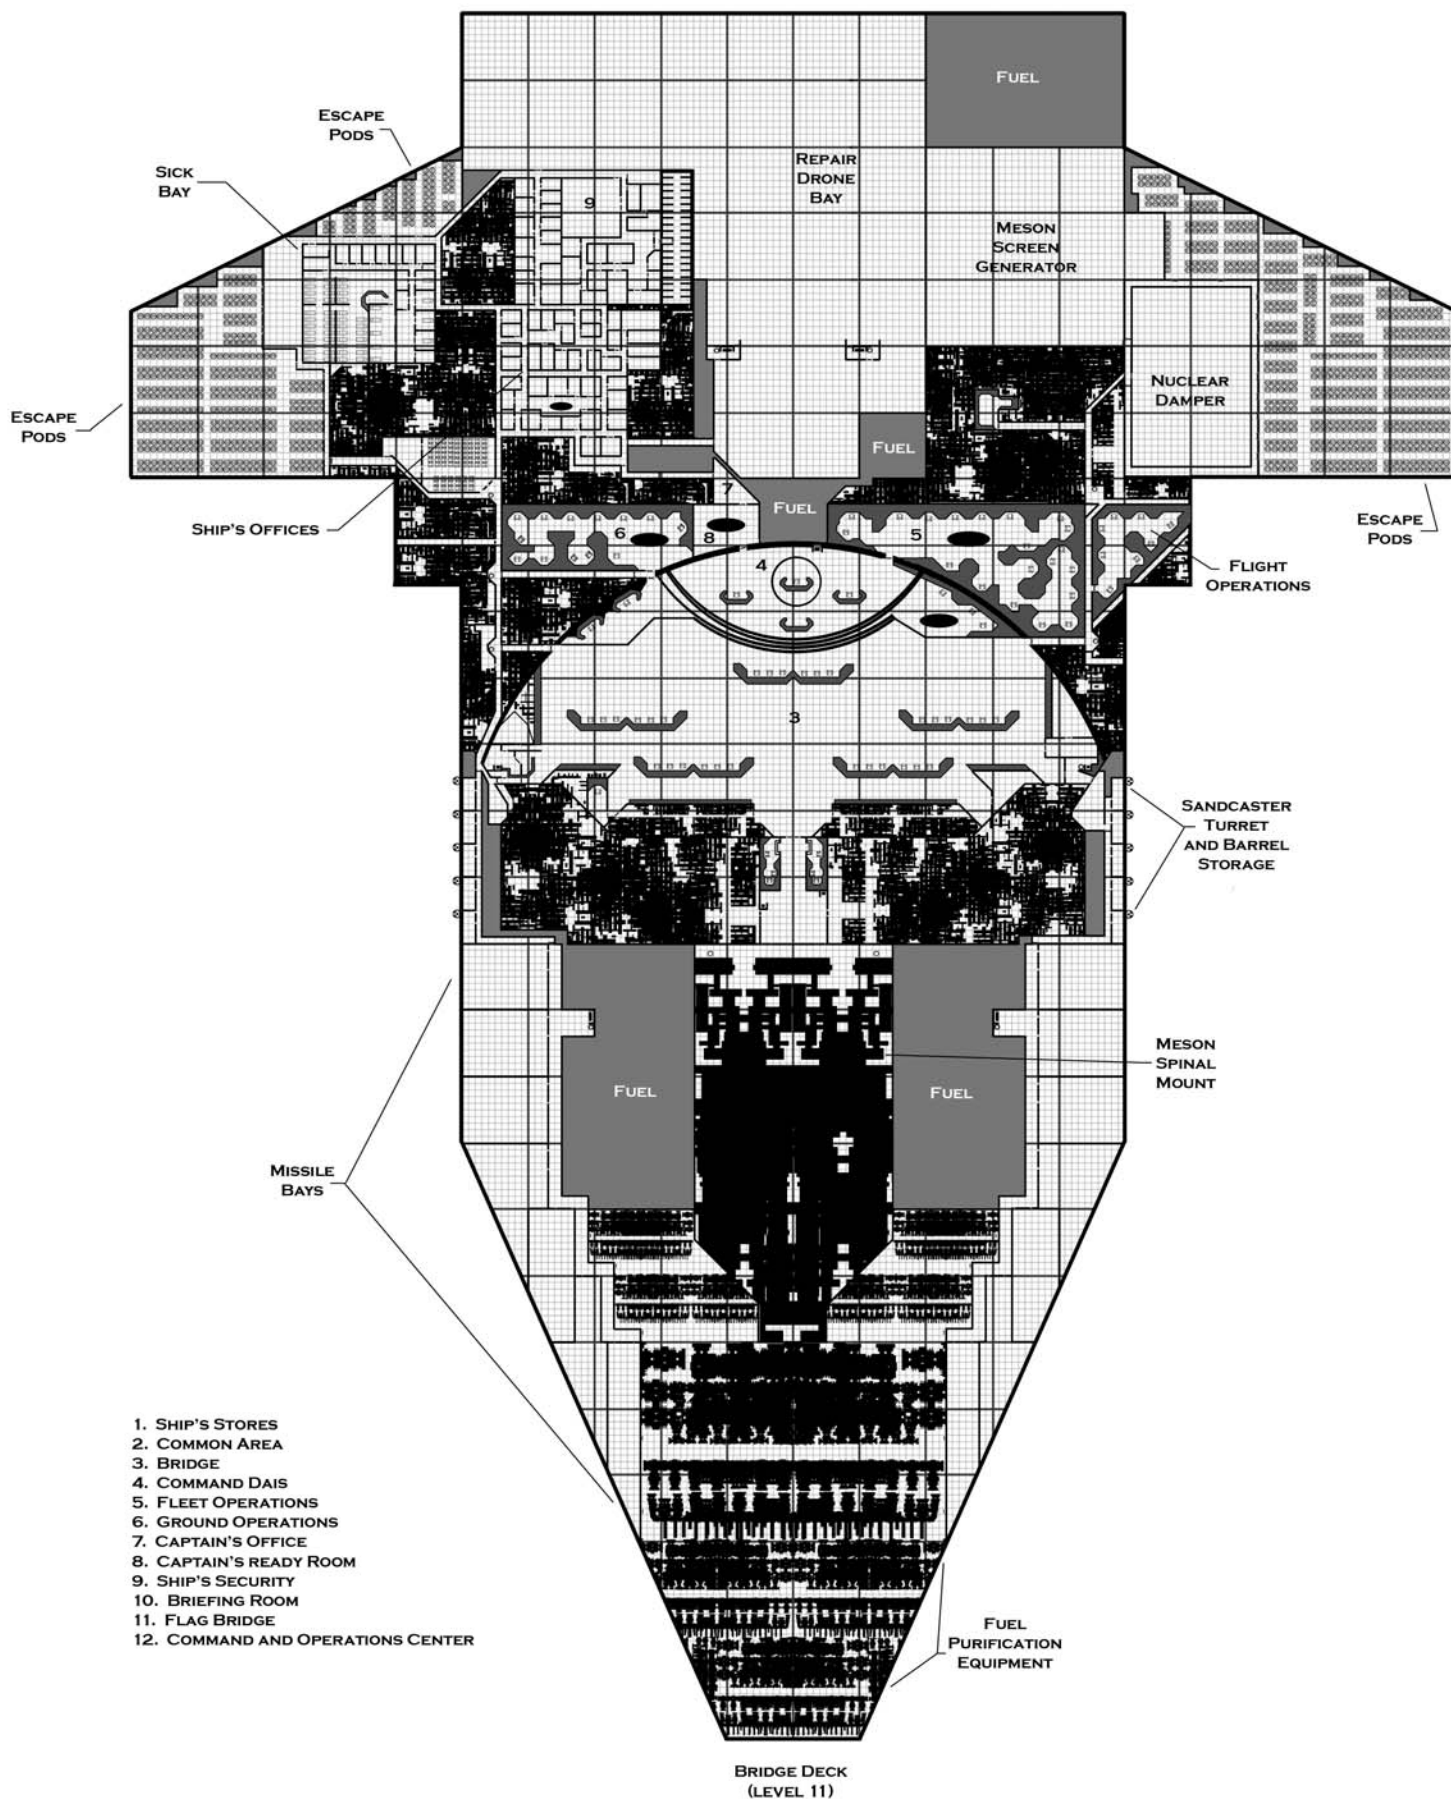 FUEL
ESCAPE
PODS
SICK
BAY
REPAIR
DRONE
BAY
9
MESON
SCREEN
GENERATOR
NUCLEAR
DAMPER
ESCAPE
PODS
FUEL
7
SHIP'S OFFICES
FUEL
6
8
5
ESCAPE
PODS
4
FLIGHT
OPERATIONS
3
SANDCASTER
TURRET
AND BARREL
STORAGE
MESON
SPINAL
MOUNT
FUEL
FUEL
MISSILE
BAYS
1. SHIP'S STORES
2. COMMON AREA
3. BRIDGE
4. COMMAND DAIS
5. FLEET OPERATIONS
6. GROUND OPERATIONS
7. CAPTAIN'S OFFICE
8. CAPTAIN'S READY ROOM
9. SHIP'S SECURITY
10. BRIEFING ROOM
11. FLAG BRIDGE
12. COMMAND AND OPERATIONS CENTER
FUEL
PURIFICATION
EQUIPMENT
BRIDGE DECK
(LEVEL 11)